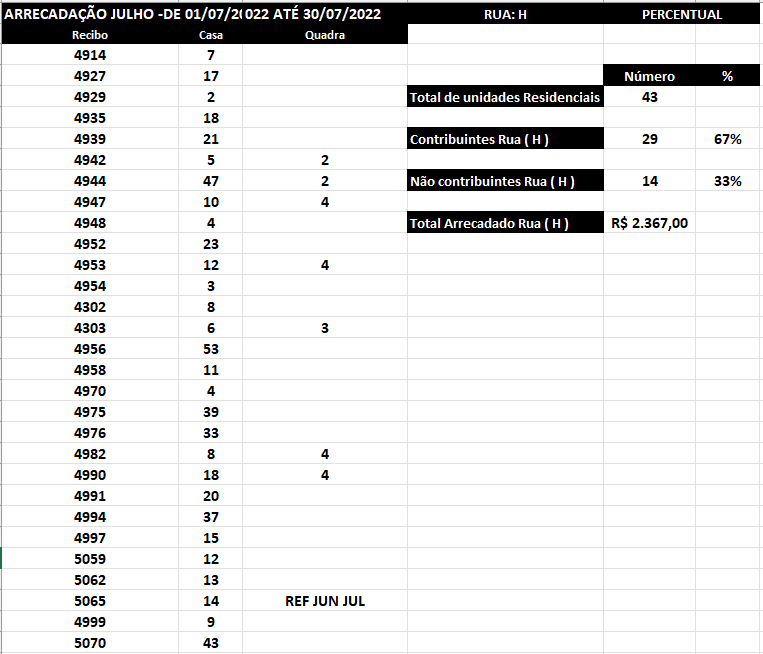 ARRECADAÇÃO JULHO -DE 01/07/2022 ATÉ 30/07/2022 RUA: H PERCENTUAL
Recibo Casa Quadra
4914 7
4927 17 Número %
4929 2 Total de unidades Residenciais 43
4935 18
4939 21 Contribuintes Rua ( H ) 29 67%
4942 5 2
4944 47 2 Não contribuintes Rua ( H ) 14 33%
4947 10 4
4948 4 Total Arrecadado Rua ( H ) R$ 2.367,00
4952 23
4953 12 4
4954 3
4302 8
4303 6 3
4956 53
4958 11
4970 4
4975 39
4976 33
4982 8 4
4990 18 4
4991 20
4994 37
4997 15
5059 12
5062 13
5065 14 REF JUN JUL
4999 9
5070 43